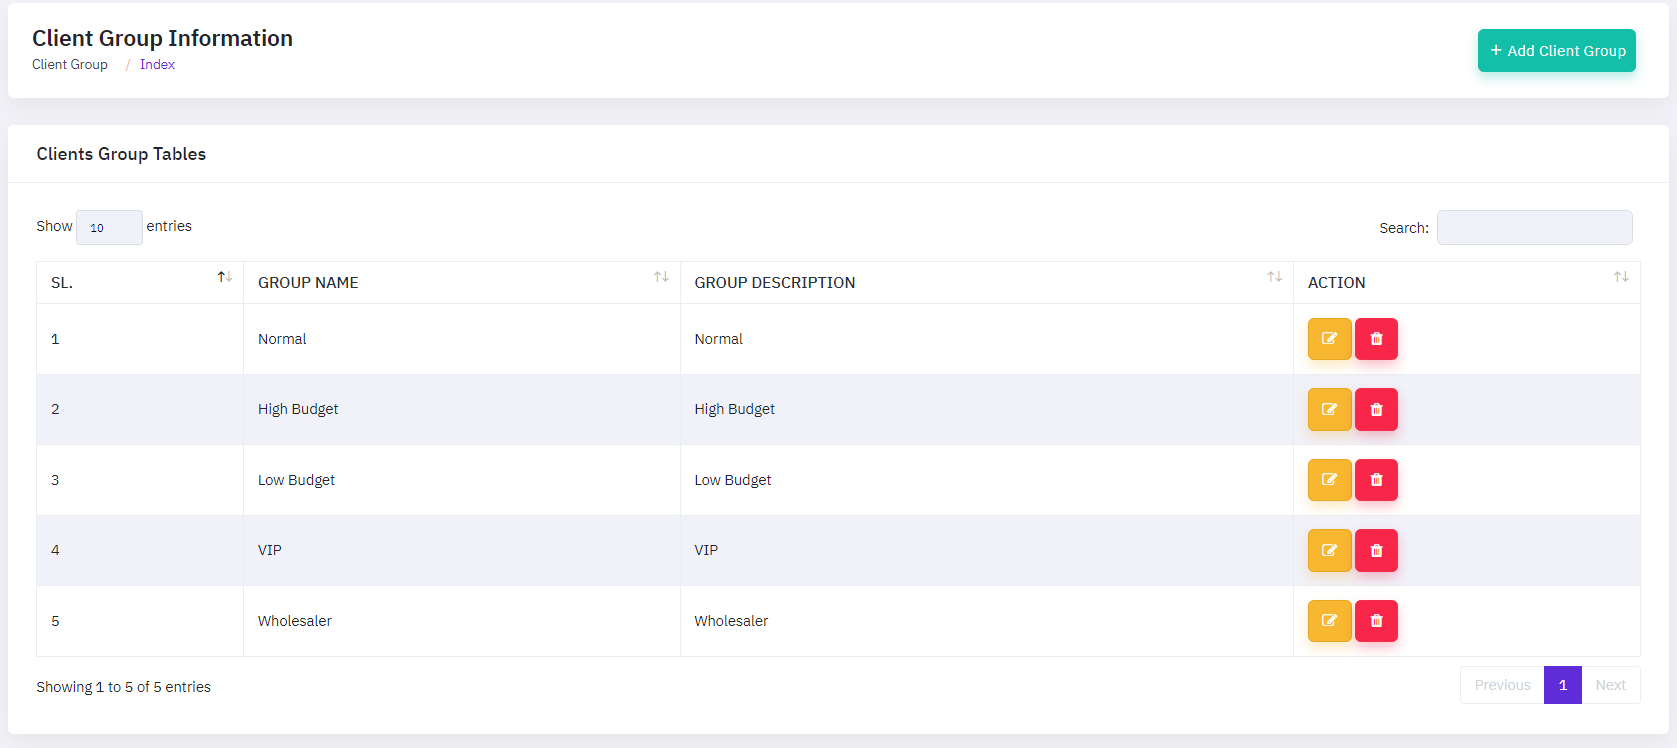 Client Group Information
Client Group / Index
+ Add Client Group
Clients Group Tables
Show 10 entries
Search:
SL. GROUP NAME GROUP DESCRIPTION ACTION
1 Normal Normal
2 High Budget High Budget
3 Low Budget Low Budget
4 VIP VIP
5 Wholesaler Wholesaler
Showing 1 to 5 of 5 entries
Previous 1 Next